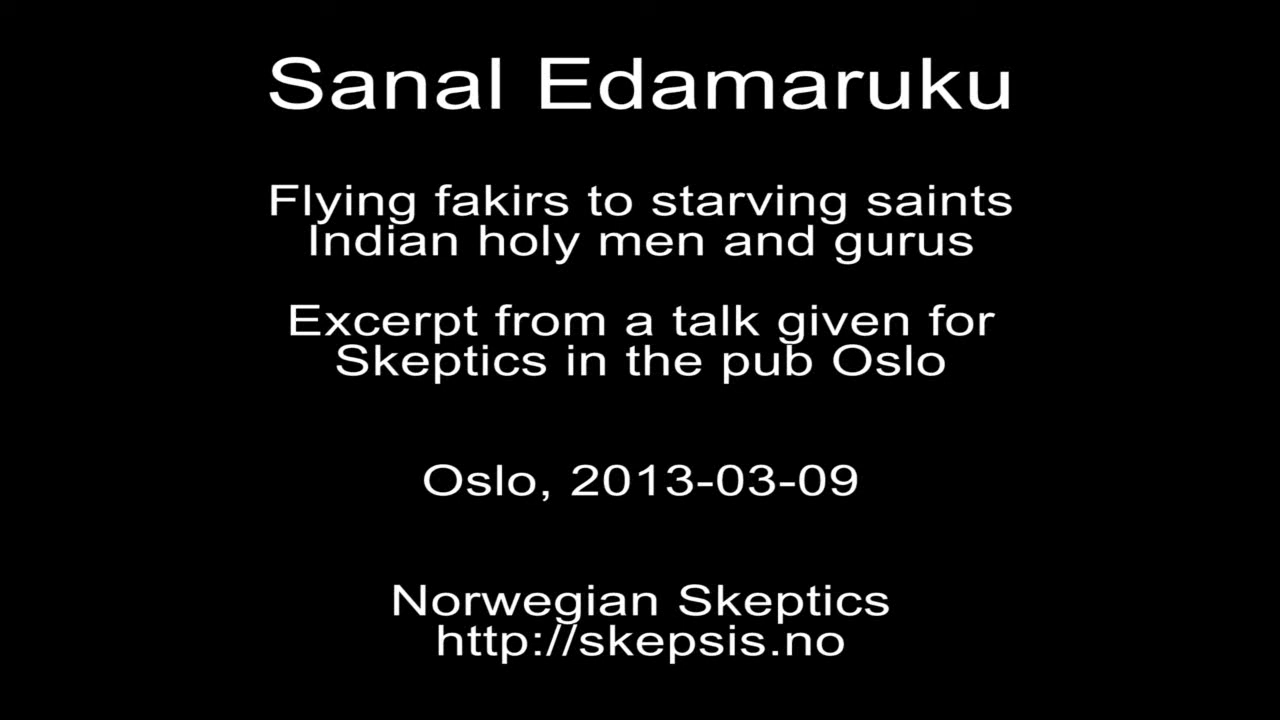 Sanal Edamaruku
Flying fakirs to starving saints
Indian holy men and gurus
Excerpt from a talk given for
Skeptics in the pub Oslo
Oslo, 2013-03-09
Norwegian Skeptics
http://skepsis.no